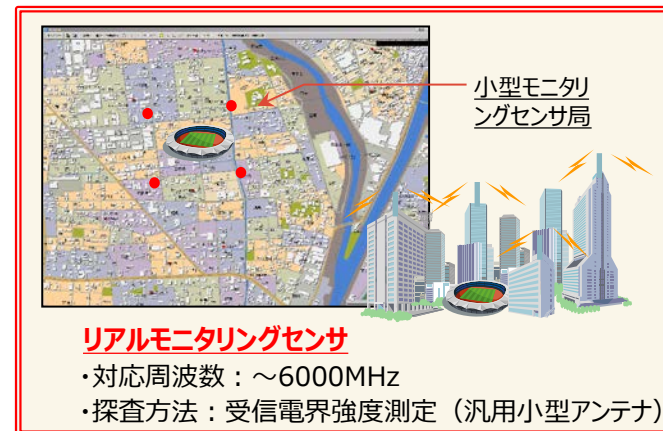 小型モニタリ
ングセンサ局
リアルモニタリングセンサ
・対応周波数：～6000MHz
・探査方法：受信電界強度測定（汎用小型アンテナ）